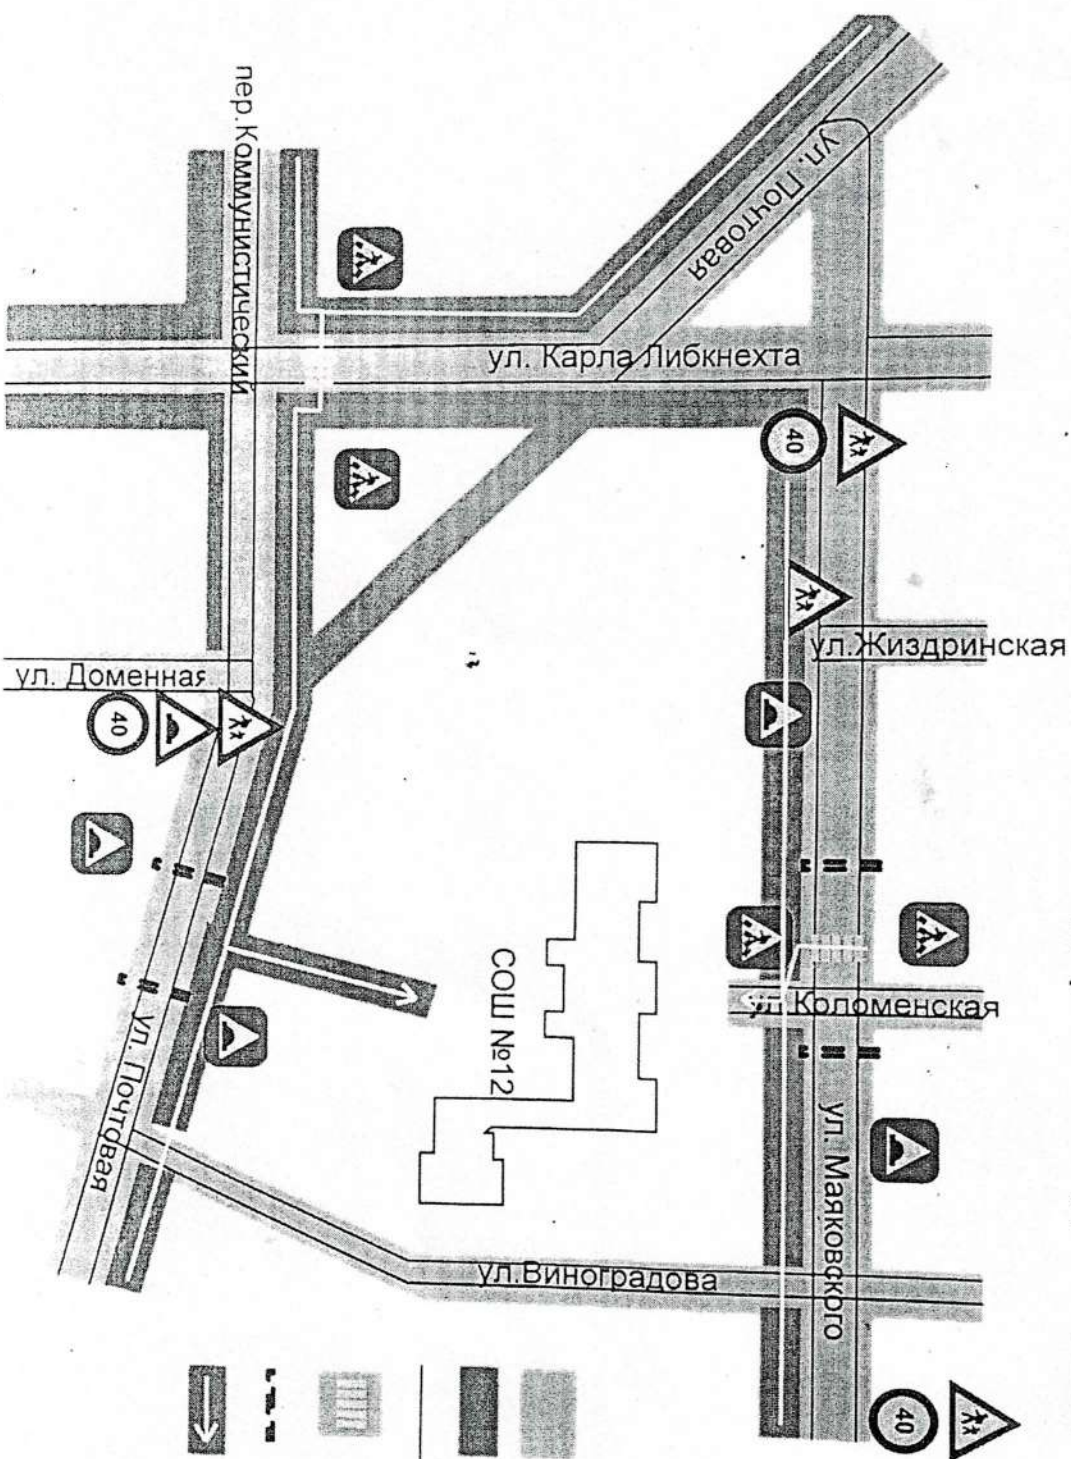 пер.Коммунистический
ул. Почтовая
ул. Карла Либкнехта
40
ул.Жиздринская
ул. Доменная
40
СОШ №12
ул.Коломенская
ул. Почтовая
ул. Маяковского
ул.Виноградова
40